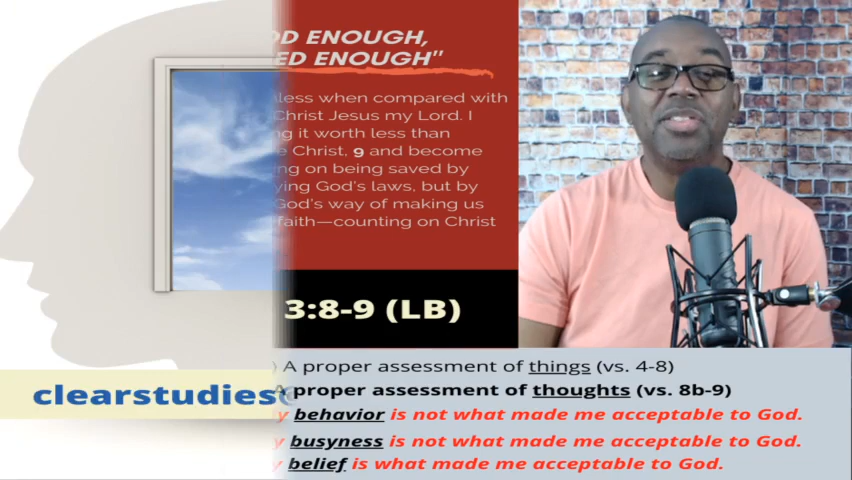 OD ENOUGH,
ED ENOUGH"
less when compared with
Christ Jesus my Lord. I
ng it worth less than
e Christ, 9 and become
ng on being saved by
ying God's laws, but by
God's way of making us
faith—counting on Christ
3:8-9 (LB)
) A proper assessment of things (vs. 4-8)
clearstudies
A proper assessment of thoughts (vs. 8b-9)
y behavior is not what made me acceptable to God.
y busyness is not what made me acceptable to God.
y belief is what made me acceptable to God.